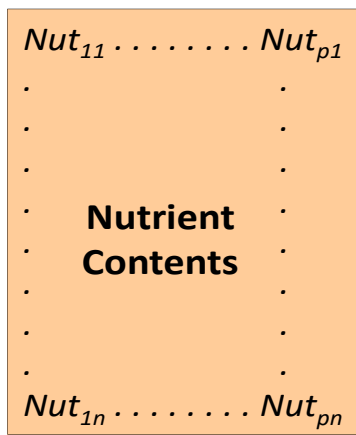 Nut11 . . . . . . . . Nutp1
. .
. .
. .
. Nutrient .
. Contents .
. .
. .
. .
Nut1n . . . . . . . . Nutpn